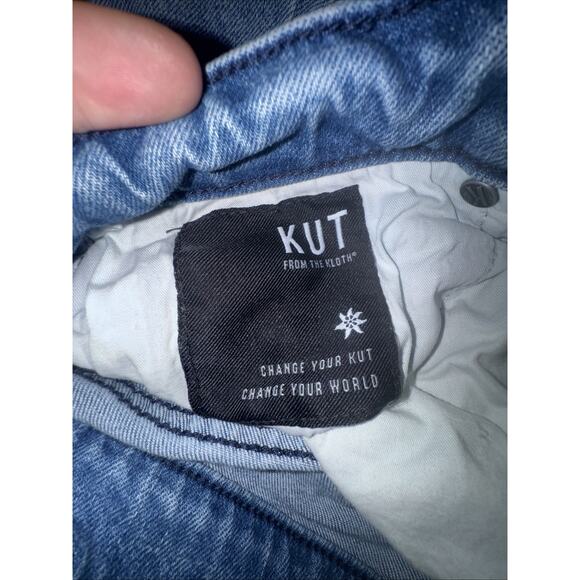 KUT
FROM THE KLOTH®
CHANGE YOUR KUT
CHANGE YOUR WORLD